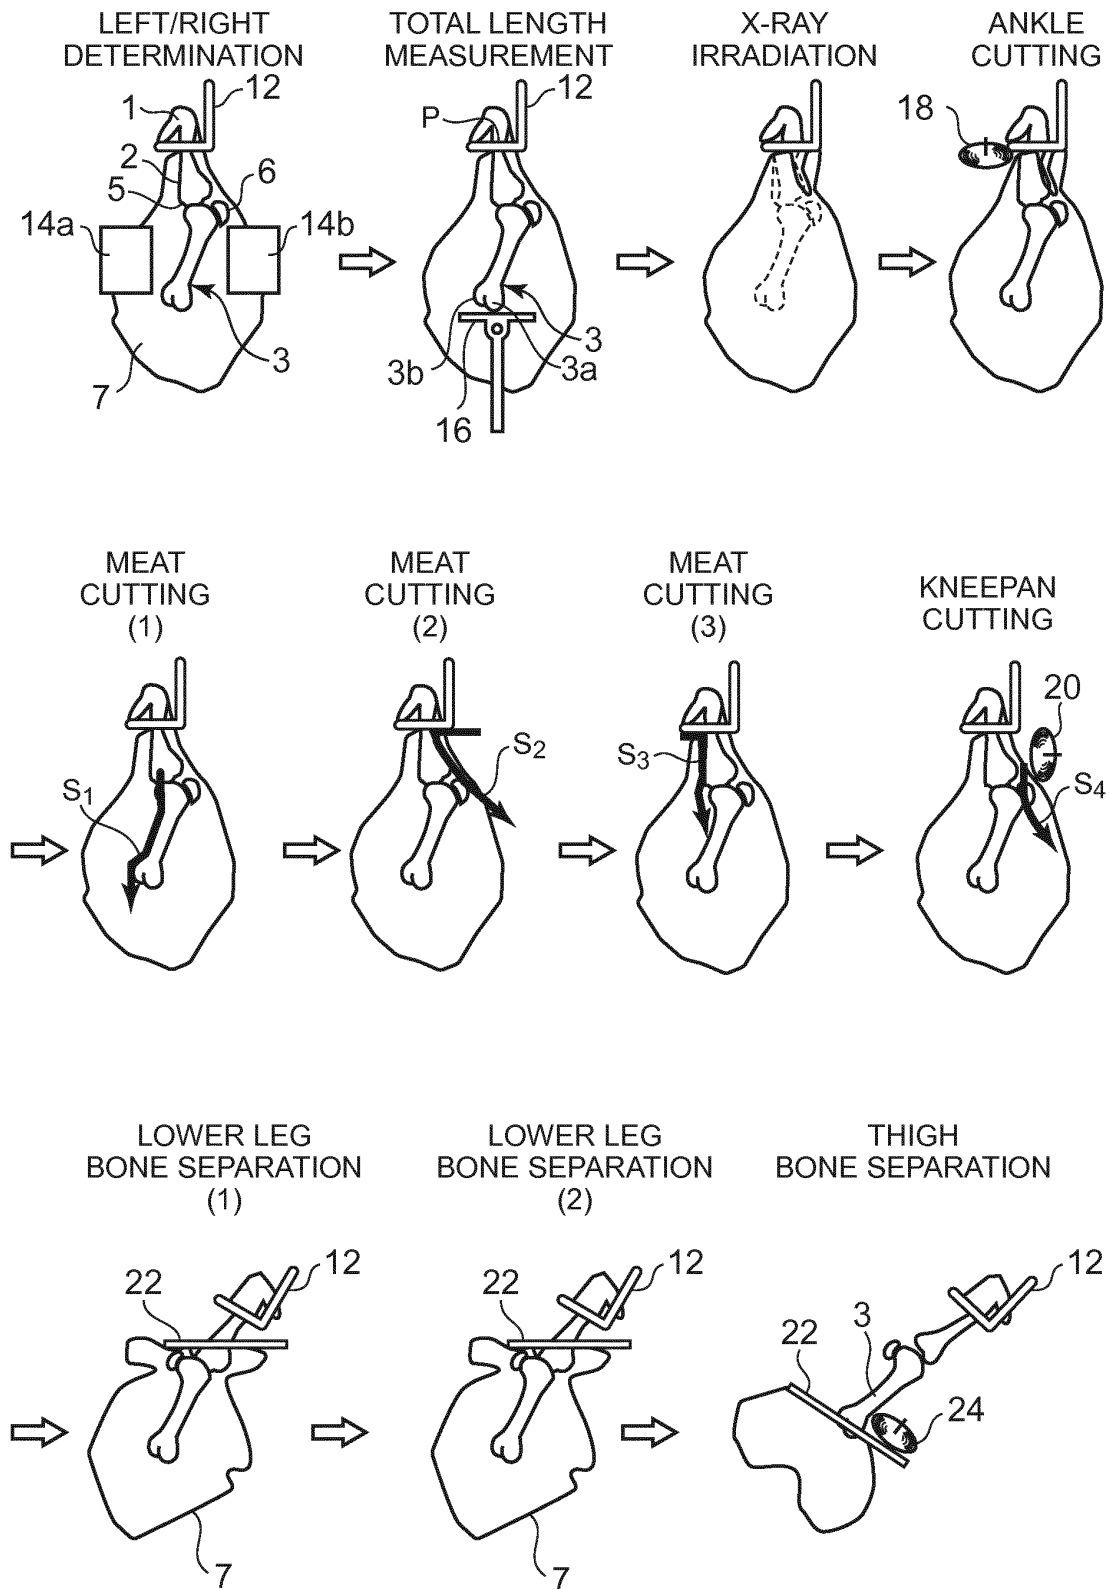 LEFT/RIGHT
DETERMINATION
TOTAL LENGTH
MEASUREMENT
X-RAY
IRRADIATION
ANKLE
CUTTING
1
12
P
12
18
2
5
6
14a
14b
7
3
3b
16
3a
3
MEAT
CUTTING
(1)
MEAT
CUTTING
(2)
MEAT
CUTTING
(3)
KNEEPAN
CUTTING
S1
S2
S3
20
S4
LOWER LEG
BONE SEPARATION
(1)
LOWER LEG
BONE SEPARATION
(2)
THIGH
BONE SEPARATION
22
12
7
22
12
7
22
3
12
24